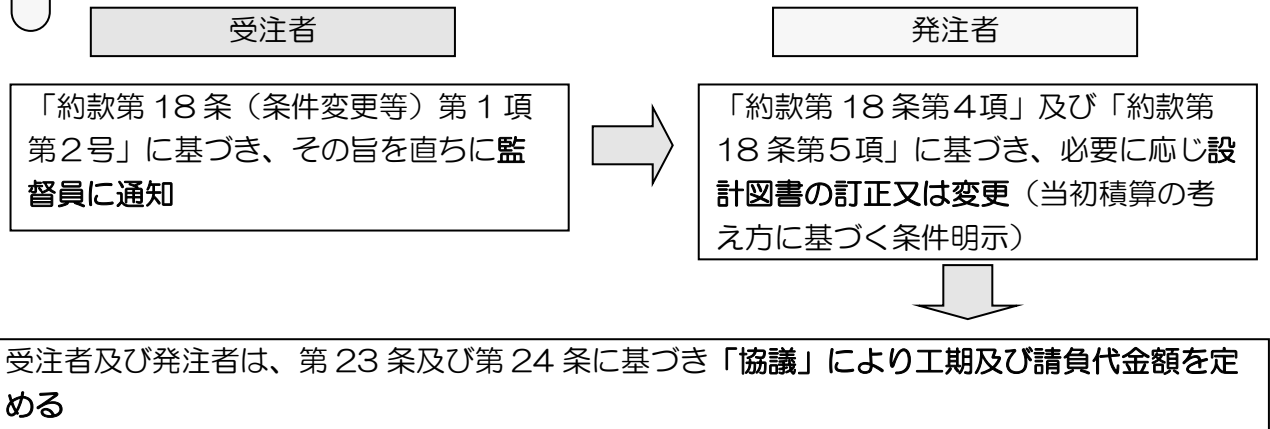 受注者
発注者
「約款第 18 条（条件変更等）第 1 項
第２号」に基づき、その旨を直ちに監
督員に通知
「約款第 18 条第４項」及び「約款第
18 条第５項」に基づき、必要に応じ設
計図書の訂正又は変更（当初積算の考
え方に基づく条件明示）
受注者及び発注者は、第 23 条及び第 24 条に基づき「協議」により工期及び請負代金額を定
める